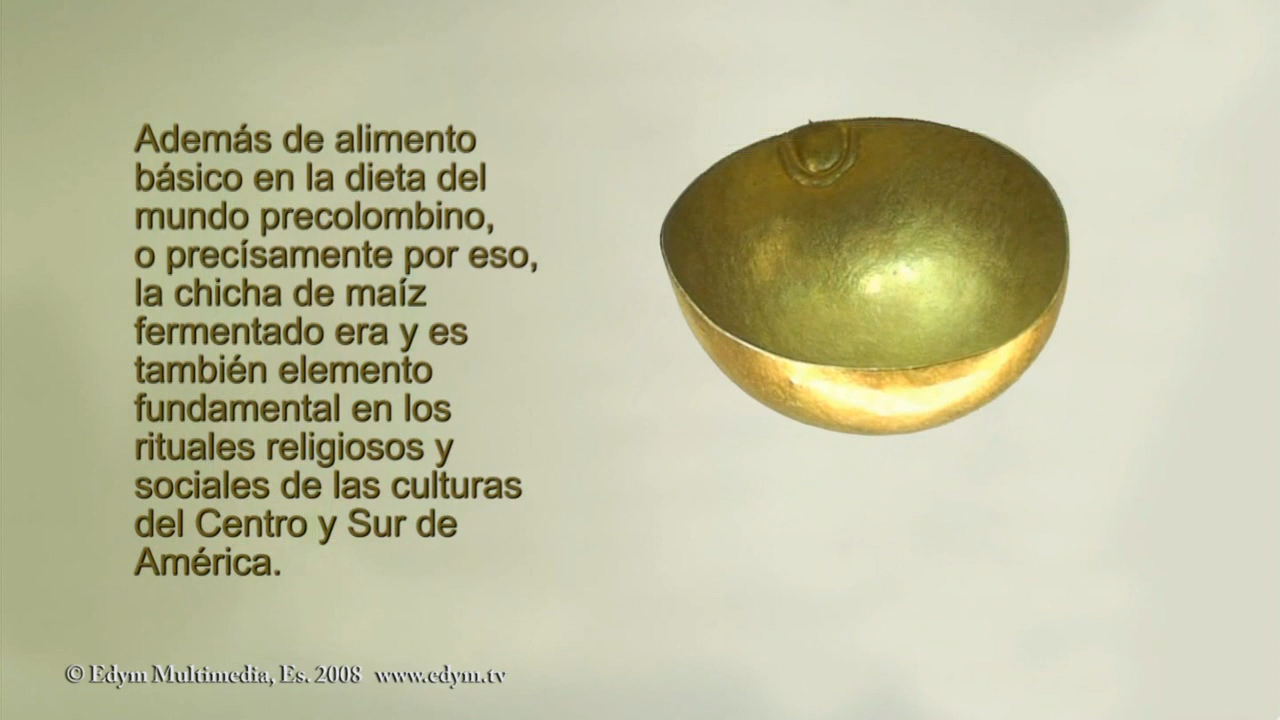 Además de alimento
básico en la dieta del
mundo precolombino,
o precísamente por eso,
la chicha de maíz
fermentado era y es
también elemento
fundamental en los
rituales religiosos y
sociales de las culturas
del Centro y Sur de
América.
© Edym Multimedia, Es. 2008 www.edym.tv